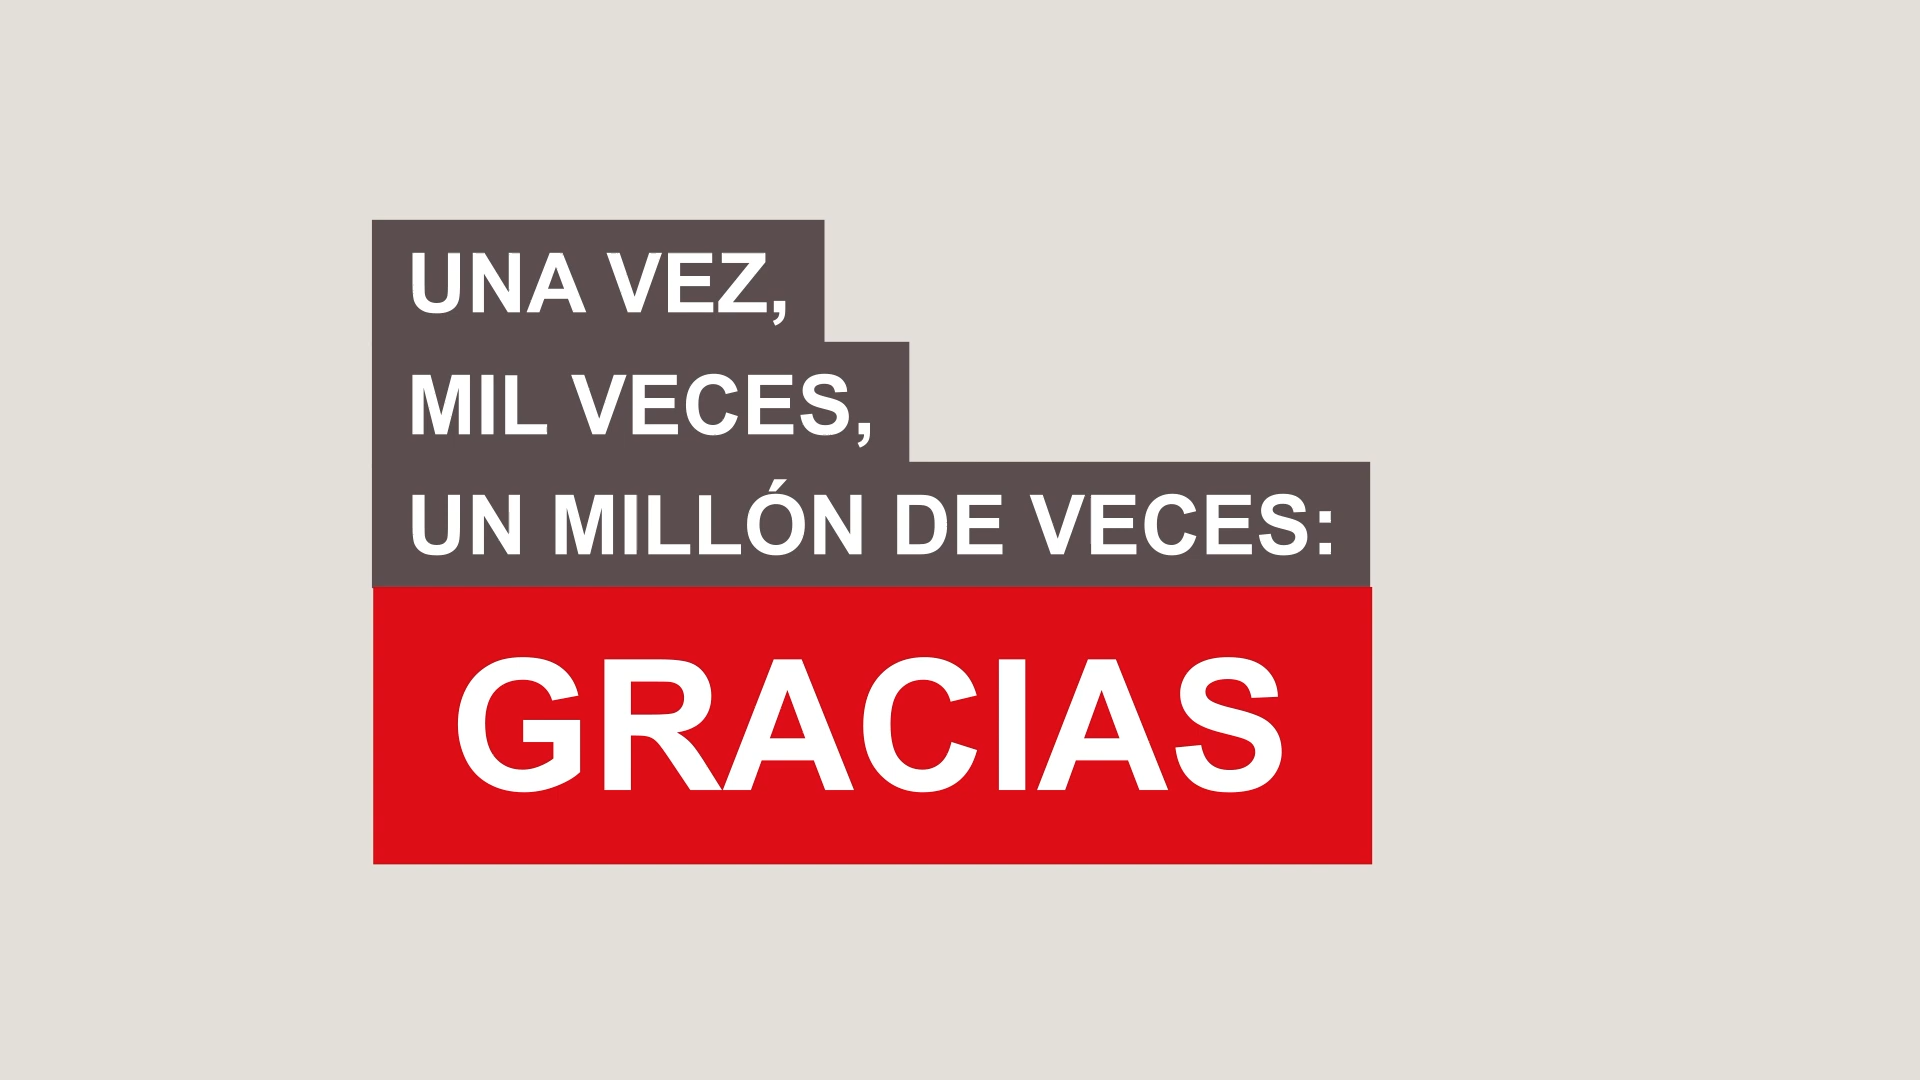 UNA VEZ,
MIL VECES,
UN MILLÓN DE VECES:
GRACIAS